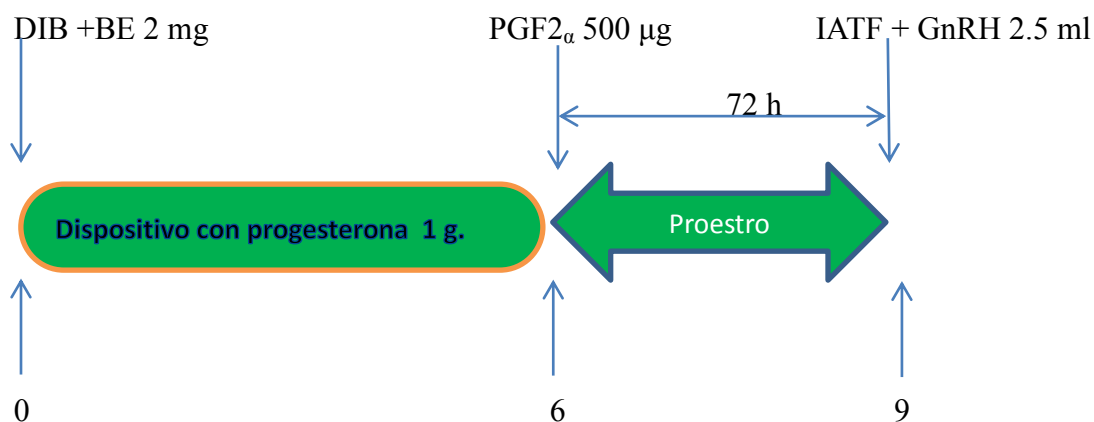 DIB +BE 2 mg
PGF2α 500 μg
IATF + GnRH 2.5 ml
72 h
Dispositivo con progesterona 1 g.
Proestro
0
6
9